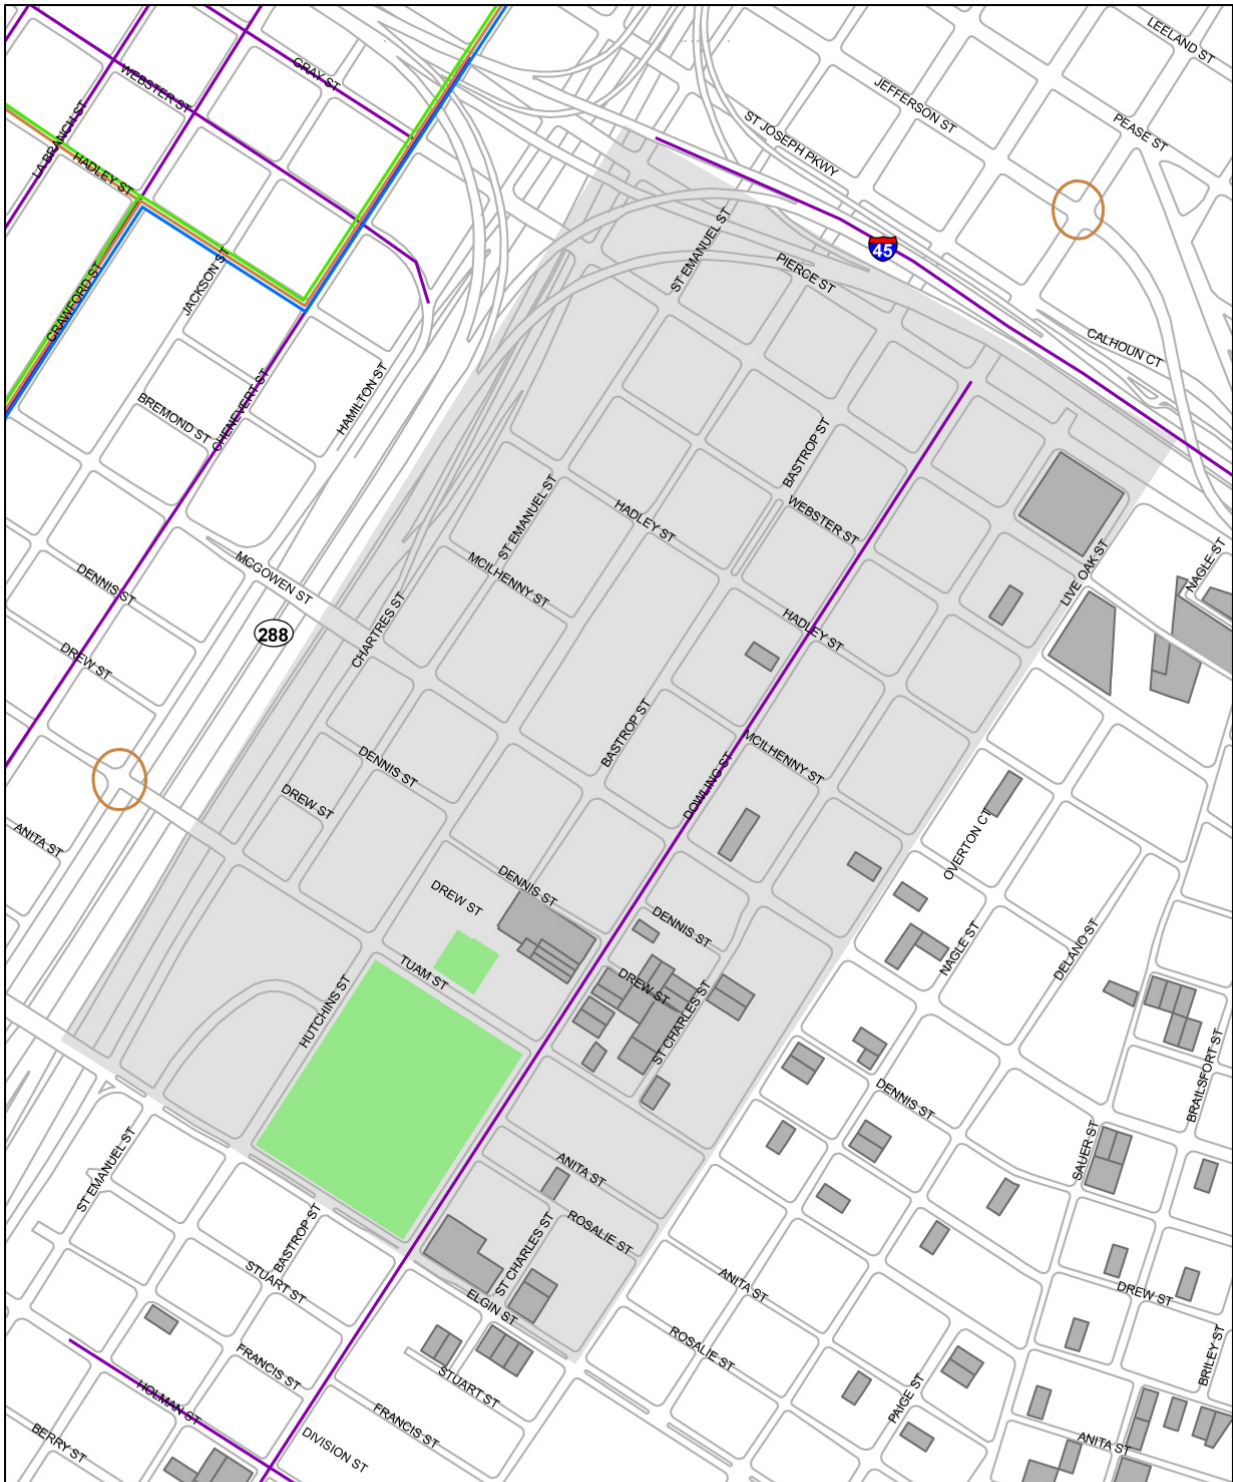 LEELAND ST
JEFFERSON ST
PEASE ST
GRAY ST
WEBSTER ST
LA BRANCH ST
ST JOSEPH PKWY
HADLEY ST
ST EMANUEL ST
45
PIERCE ST
JACKSON ST
CRAWFORD ST
CALHOUN CT
HAMILTON ST
CHENEVERT ST
BREMOND ST
BASTROP ST
WEBSTER ST
HADLEY ST
ST EMANUEL ST
NAGLE ST
LIVE OAK ST
MCGOWEN ST
MCILHENNY ST
DENNIS ST
HADLEY ST
CHARTRES ST
288
DREW ST
BASTROP ST
MCILHENNY ST
DENNIS ST
DOWLING ST
DREW ST
ANITA ST
OVERTON CT
DENNIS ST
DREW ST
DENNIS ST
NAGLE ST
DELANO ST
TUAM ST
DREW ST
HUTCHINS ST
ST CHARLES ST
BRAILSFORT ST
DENNIS ST
ST EMANUEL ST
ANITA ST
SAUER ST
BASTROP ST
ROSALIE ST
ST CHARLES ST
STUART ST
ANITA ST
DREW ST
ELGIN ST
ROSALIE ST
BRILEY ST
FRANCIS ST
STUART ST
PAIGE ST
HOLMAN ST
FRANCIS ST
BERRY ST
DIVISION ST
ANITA ST